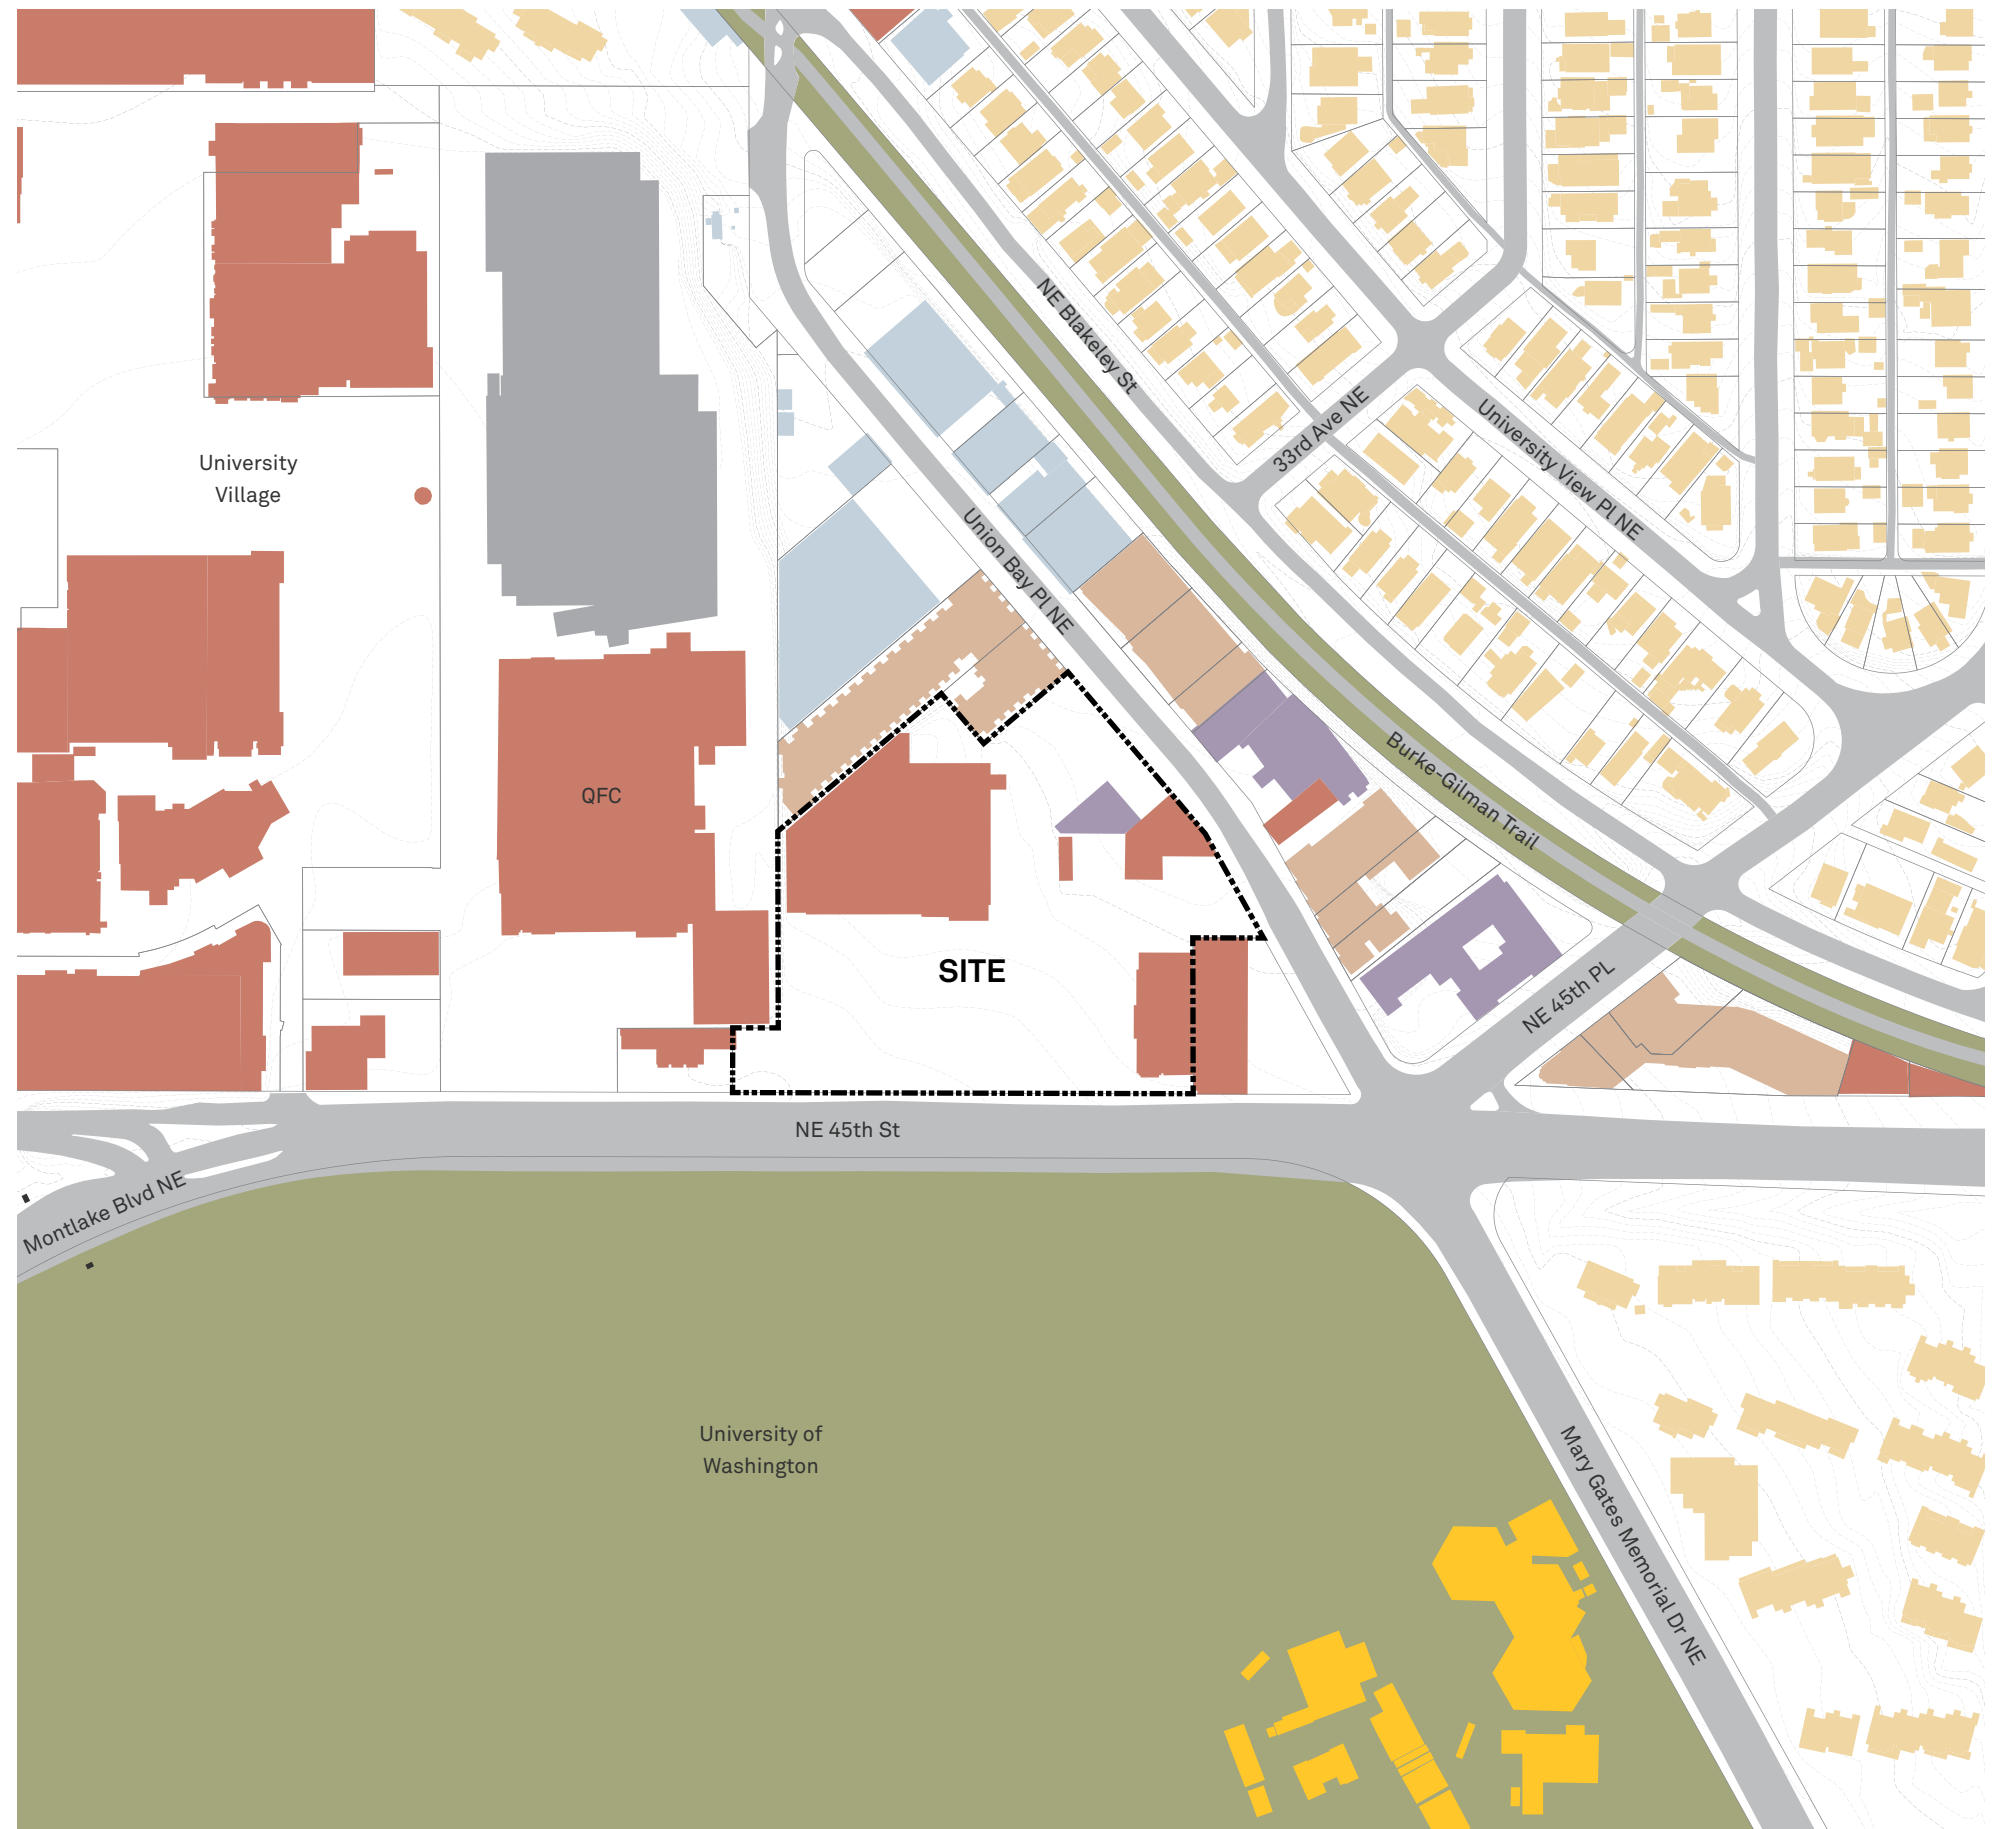 NE Blakeley St
33rd Ave NE
University View Pl NE
University
Village
Union Bay Pl NE
Burke-Gilman Trail
QFC
SITE
NE 45th PL
NE 45th St
Montlake Blvd NE
University of
Washington
Mary Gates Memorial Dr NE